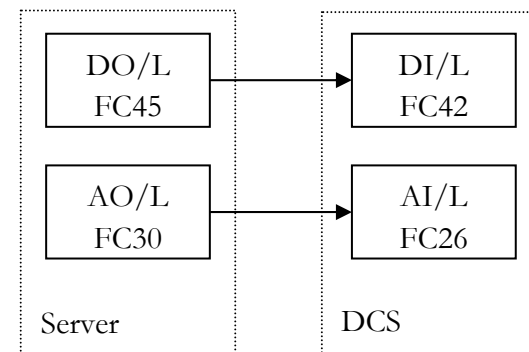 DO/L
FC45
DI/L
FC42
AO/L
FC30
AI/L
FC26
Server
DCS